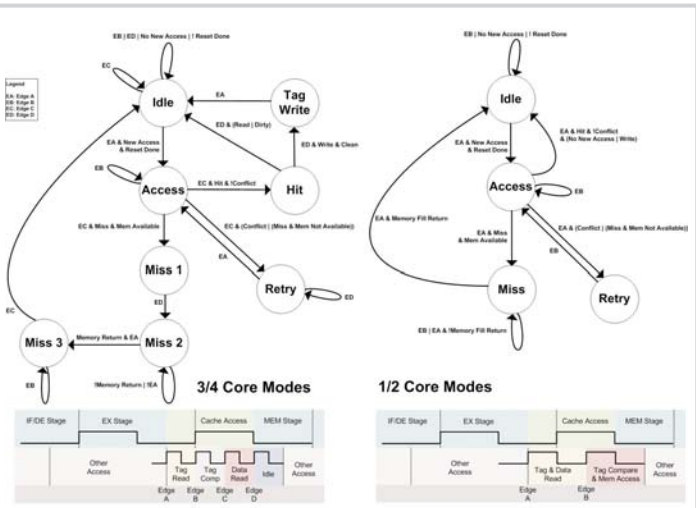 EB | ED | No New Access | ! Reset Done
EC
Legend
EA: Edge A
EB: Edge B
EC: Edge C
ED: Edge D
Idle
EA
Tag
Write
ED & (Read | Dirty)
ED & Write & Clean
EA & New Access
& Reset Done
EB
Access
EC & Hit & !Conflict
Hit
EC & Miss & Mem Available
EC & (Conflict | (Miss & Mem Not Available))
EA
Miss 1
Retry
ED
ED
EC
Miss 3
Memory Return & EA
Miss 2
EB
!Memory Return | !EA
3/4 Core Modes
IF/DE Stage
EX Stage
Cache Access
MEM Stage
Other
Access
Tag
Read
Tag
Comp
Data
Read
Idle
Other
Access
Edge
A
Edge
B
Edge
C
Edge
D
EB | No New Access | ! Reset Done
Idle
EA & New Access
& Reset Done
EA & Hit & !Conflict
& (No New Access | Write)
Access
EB
EA & Memory Fill Return
EA & Miss
& Mem Available
EA & (Conflict | (Miss & Mem Not Available))
EB
Miss
Retry
EB | EA & !Memory Fill Return
1/2 Core Modes
IF/DE Stage
EX Stage
Cache Access
MEM Stage
Other
Access
Tag & Data
Read
Tag Compare
& Mem Access
Other
Access
Edge
A
Edge
B